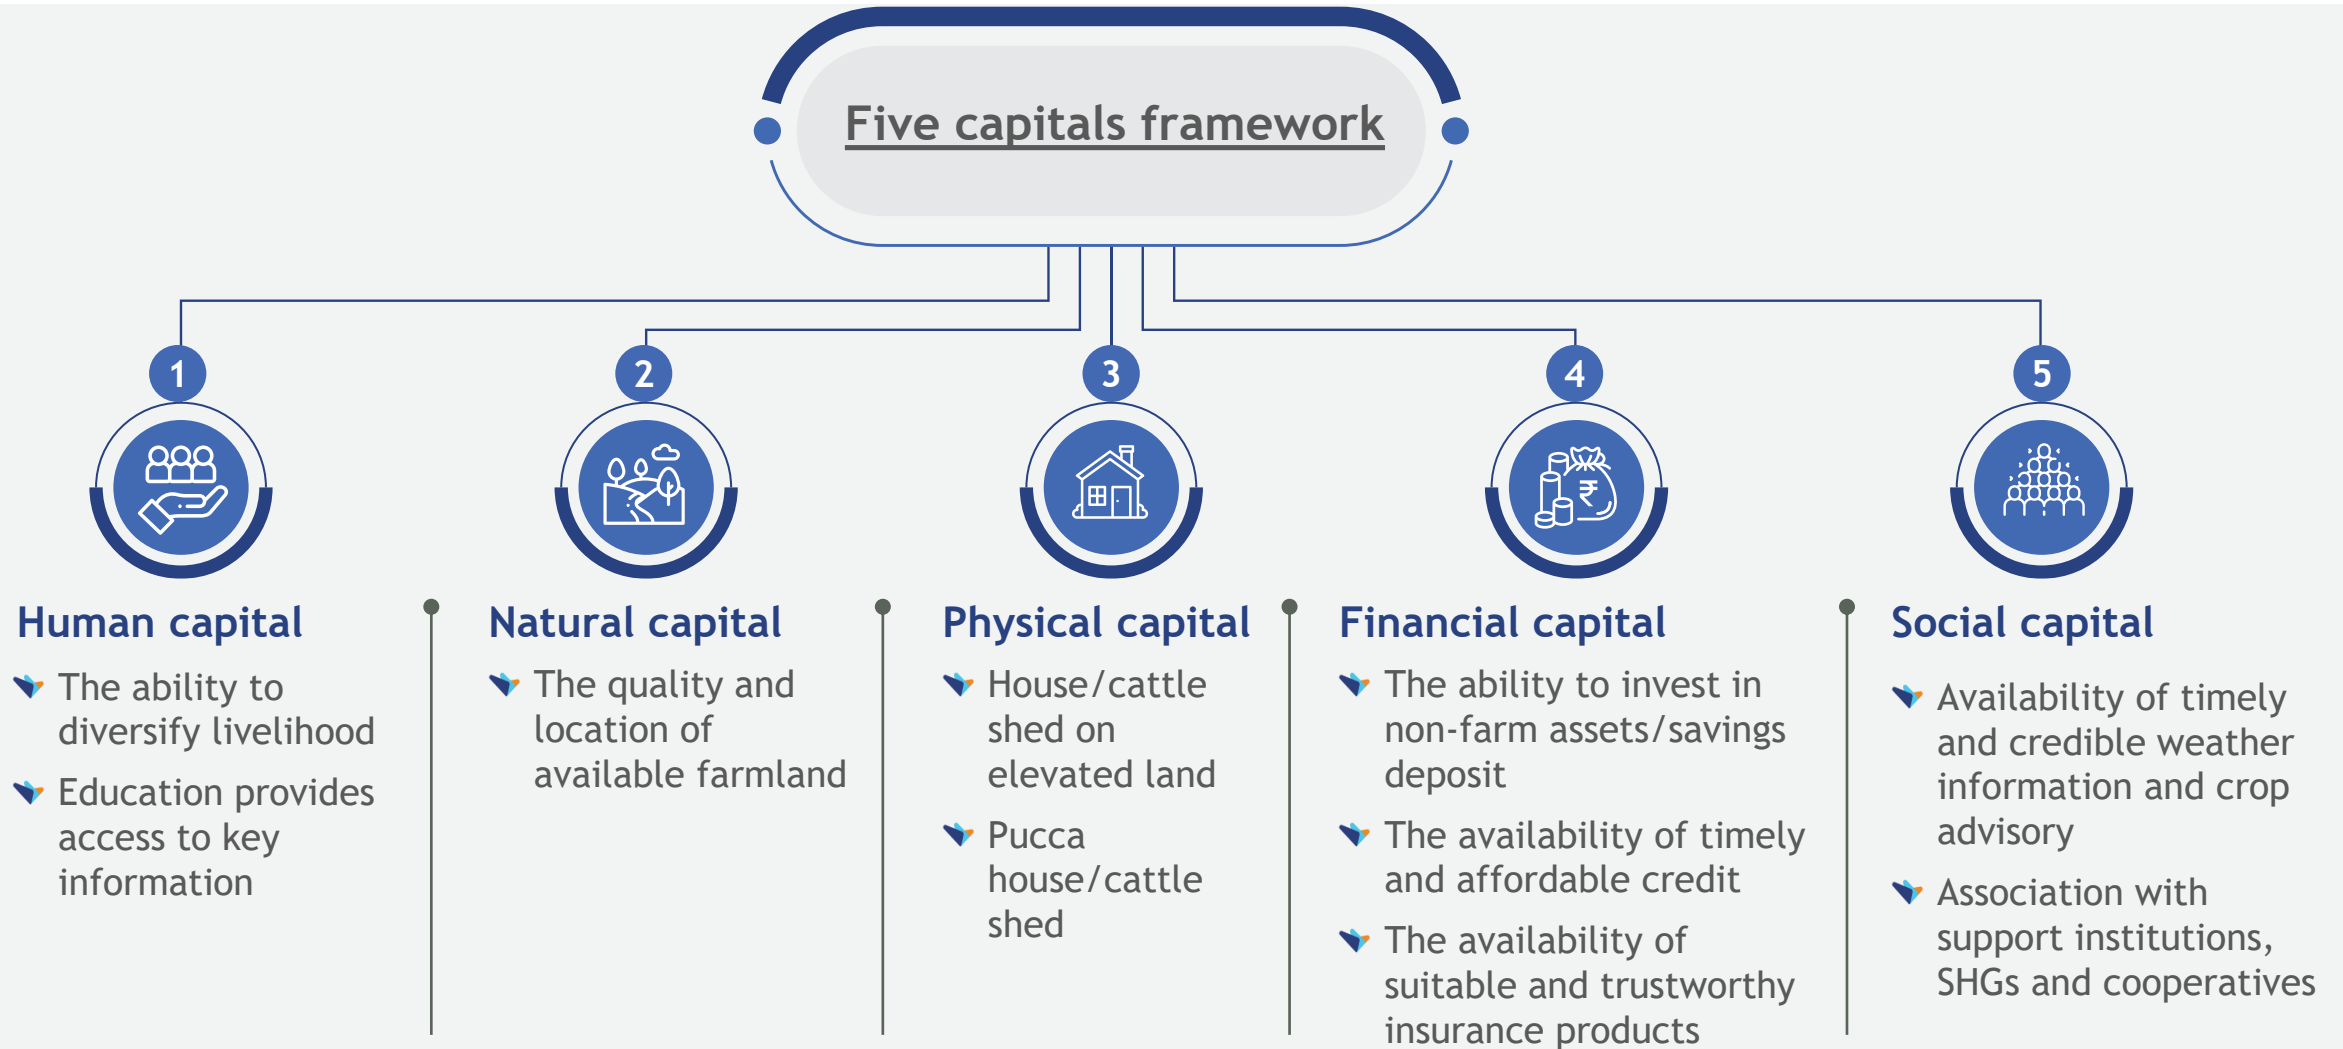 Five capitals framework
1
2
3
4
5
Human capital
The ability to
diversify livelihood
Education provides
access to key
information
Natural capital
The quality and
location of
available farmland
Physical capital
House/cattle
shed on
elevated land
Pucca
house/cattle
shed
₹
Financial capital
The ability to invest in
non-farm assets/savings
deposit
The availability of timely
and affordable credit
The availability of
suitable and trustworthy
insurance products
Social capital
Availability of timely
and credible weather
information and crop
advisory
Association with
support institutions,
SHGs and cooperatives